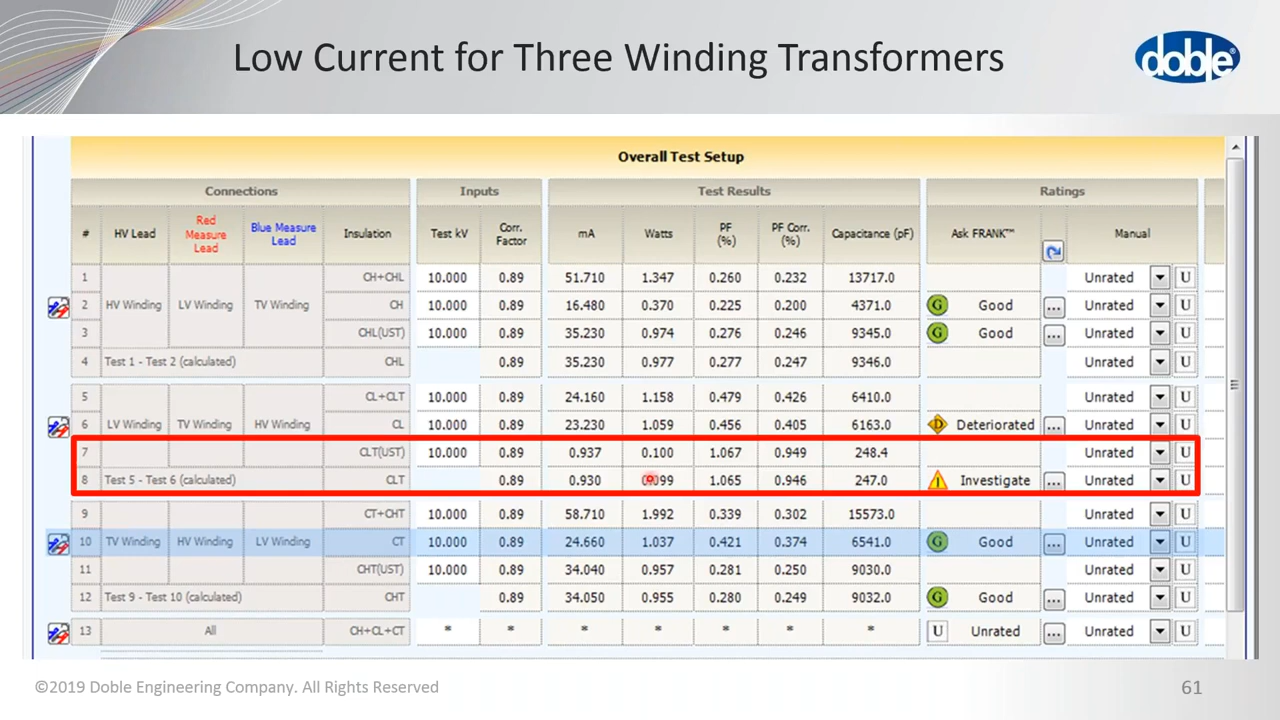 Low Current for Three Winding Transformers
doble®
Overall Test Setup
Connections Inputs Test Results Ratings
# HV Lead Red Measure Lead Blue Measure Lead Insulation Test kV Corr. Factor mA Watts PF (%) PF Corr. (%) Capacitance (pF) Ask FRANK™ Manual
1 CH+CHL 10.000 0.89 51.710 1.347 0.260 0.232 13717.0 Unrated U
2 HV Winding LV Winding TV Winding CH 10.000 0.89 16.480 0.370 0.225 0.200 4371.0 G Good ... Unrated U
3 CHL(UST) 10.000 0.89 35.230 0.974 0.276 0.246 9345.0 G Good ... Unrated U
4 Test 1 - Test 2 (calculated) CHL 0.89 35.230 0.977 0.277 0.247 9346.0 Unrated U
5 CL+CLT 10.000 0.89 24.160 1.158 0.479 0.426 6410.0 Unrated U
6 LV Winding TV Winding HV Winding CL 10.000 0.89 23.230 1.059 0.456 0.405 6163.0 D Deteriorated ... Unrated U
7 CLT(UST) 10.000 0.89 0.937 0.100 1.067 0.949 248.4 Unrated U
8 Test 5 - Test 6 (calculated) CLT 0.89 0.930 0.099 1.065 0.946 247.0 ! Investigate ... Unrated U
9 CT+CHT 10.000 0.89 58.710 1.992 0.339 0.302 15573.0 Unrated U
10 TV Winding HV Winding LV Winding CT 10.000 0.89 24.660 1.037 0.421 0.374 6541.0 G Good ... Unrated U
11 CHT(UST) 10.000 0.89 34.040 0.957 0.281 0.250 9030.0 Unrated U
12 Test 9 - Test 10 (calculated) CHT 0.89 34.050 0.955 0.280 0.249 9032.0 G Good ... Unrated U
13 All CH+CL+CT * * * * * * * U Unrated ... Unrated U
©2019 Doble Engineering Company. All Rights Reserved
61